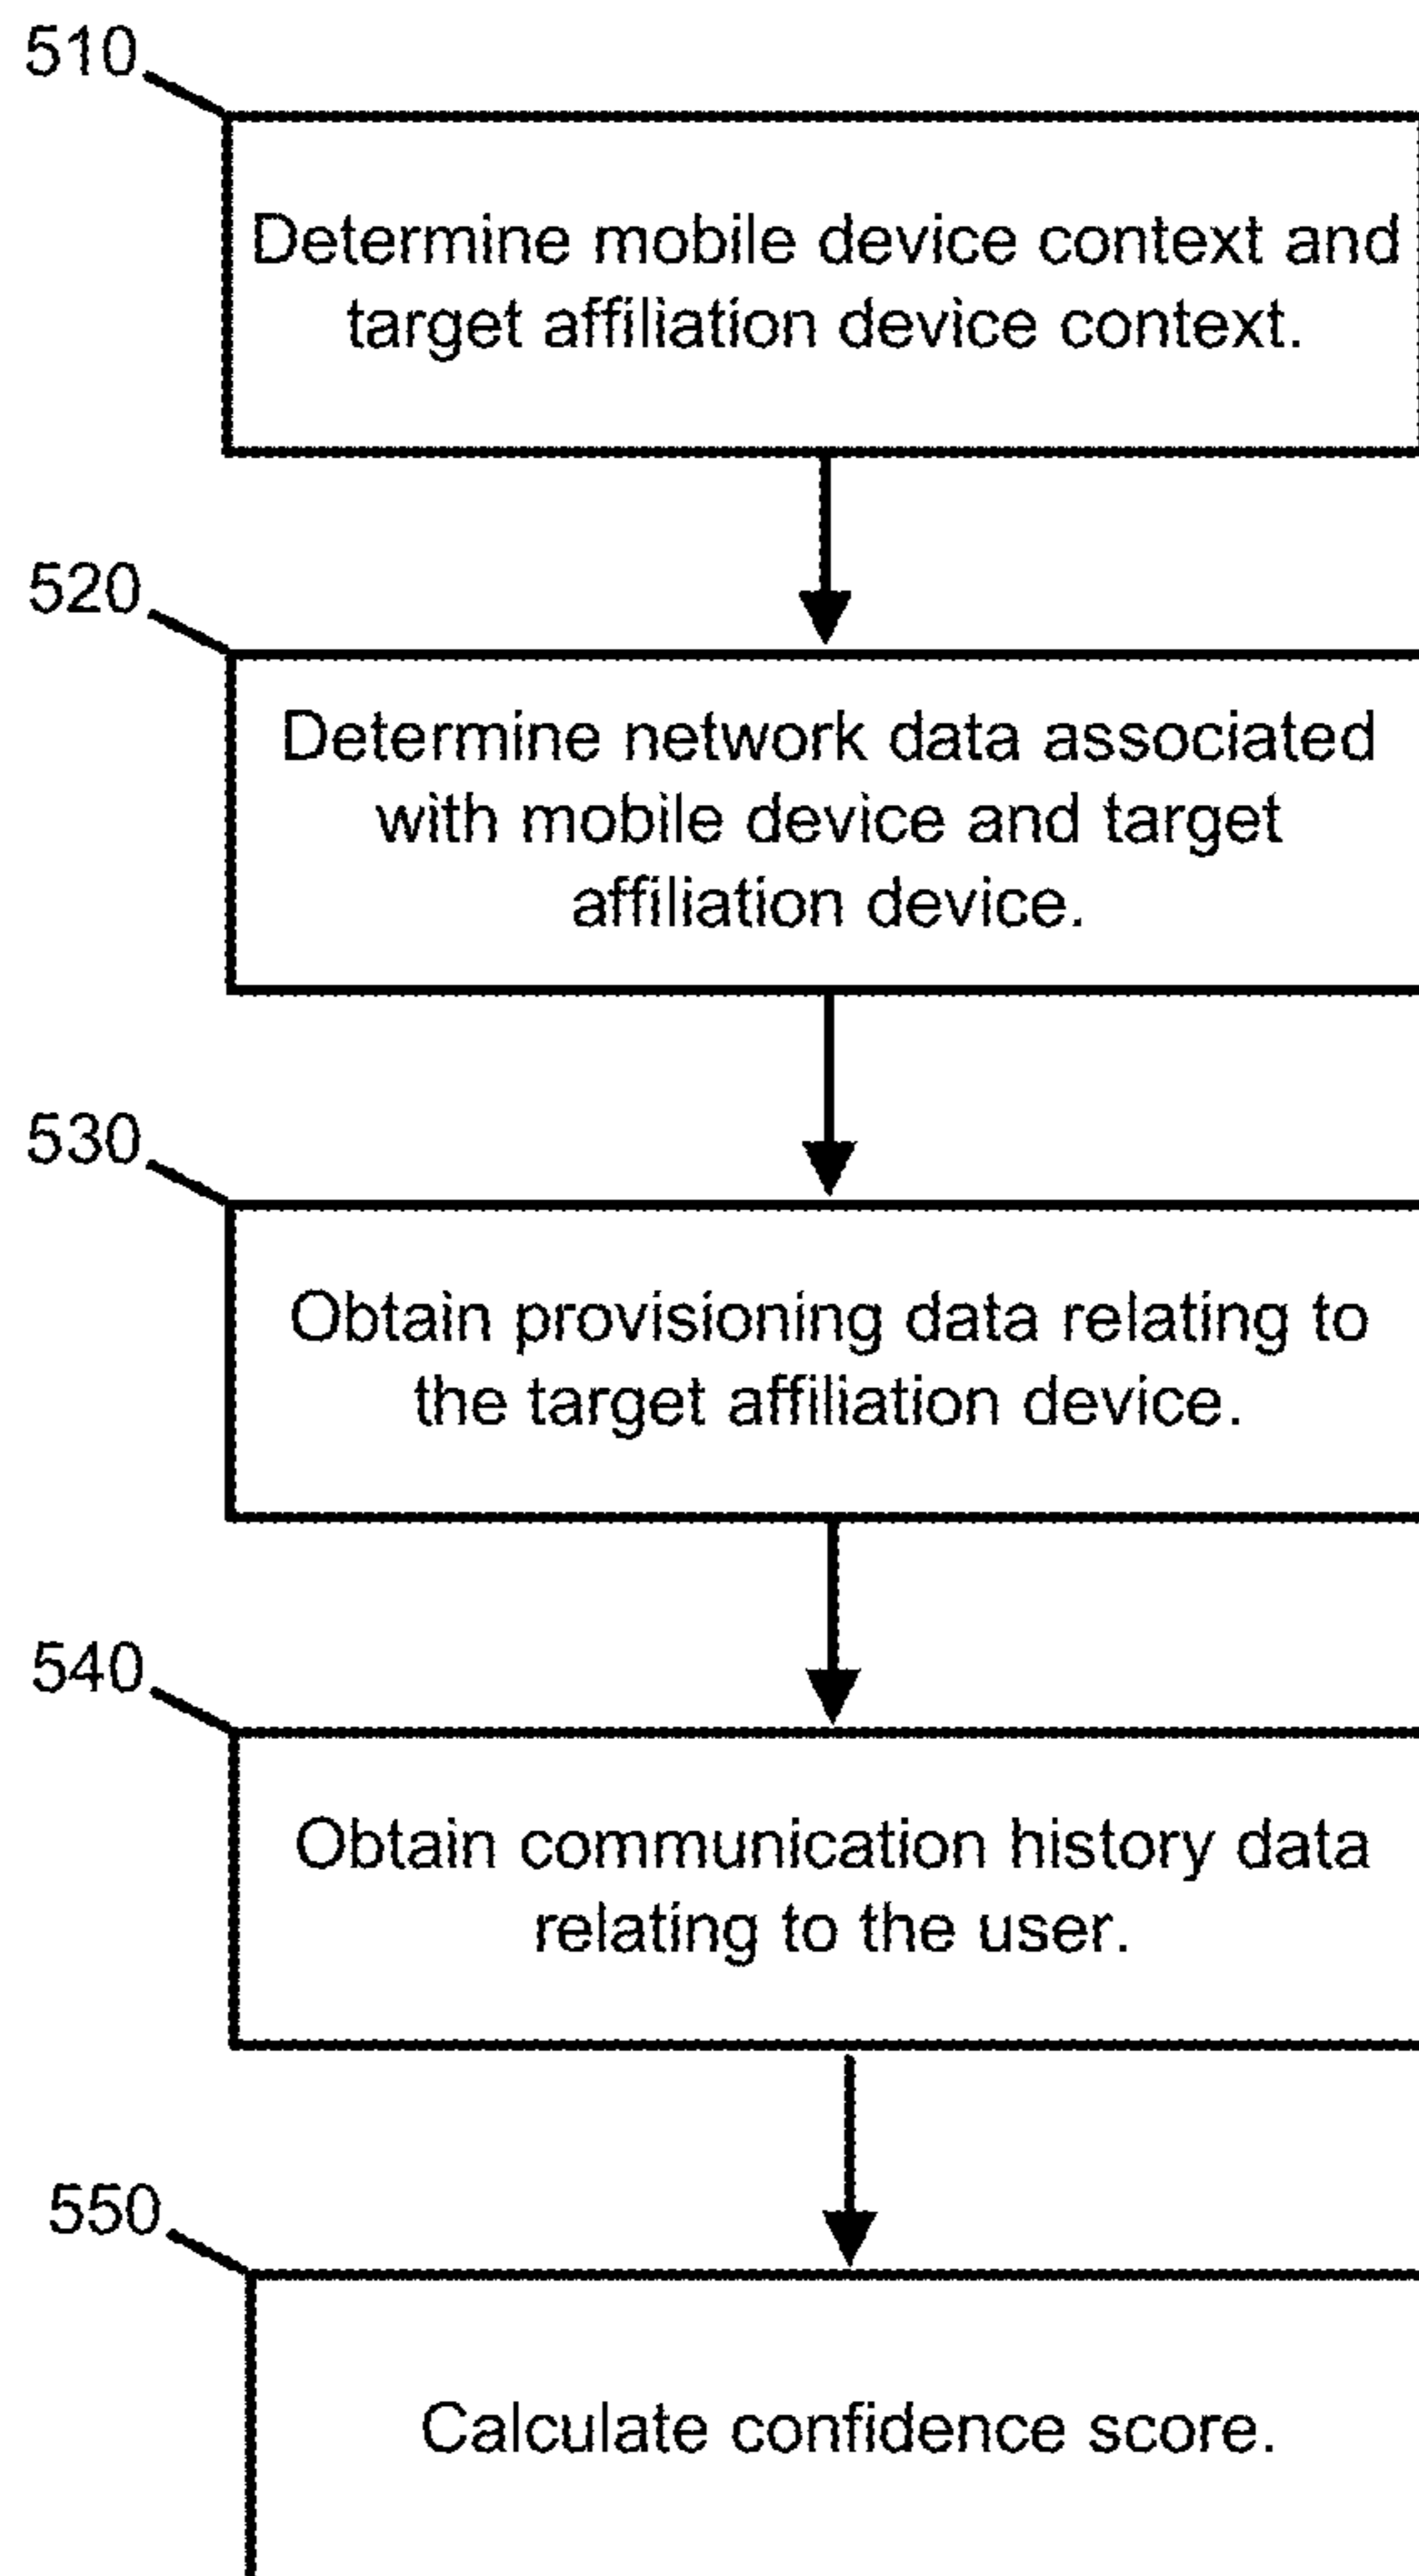 510
Determine mobile device context and
target affiliation device context.
520
Determine network data associated
with mobile device and target
affiliation device.
530
Obtain provisioning data relating to
the target affiliation device.
540
Obtain communication history data
relating to the user.
550
Calculate confidence score.